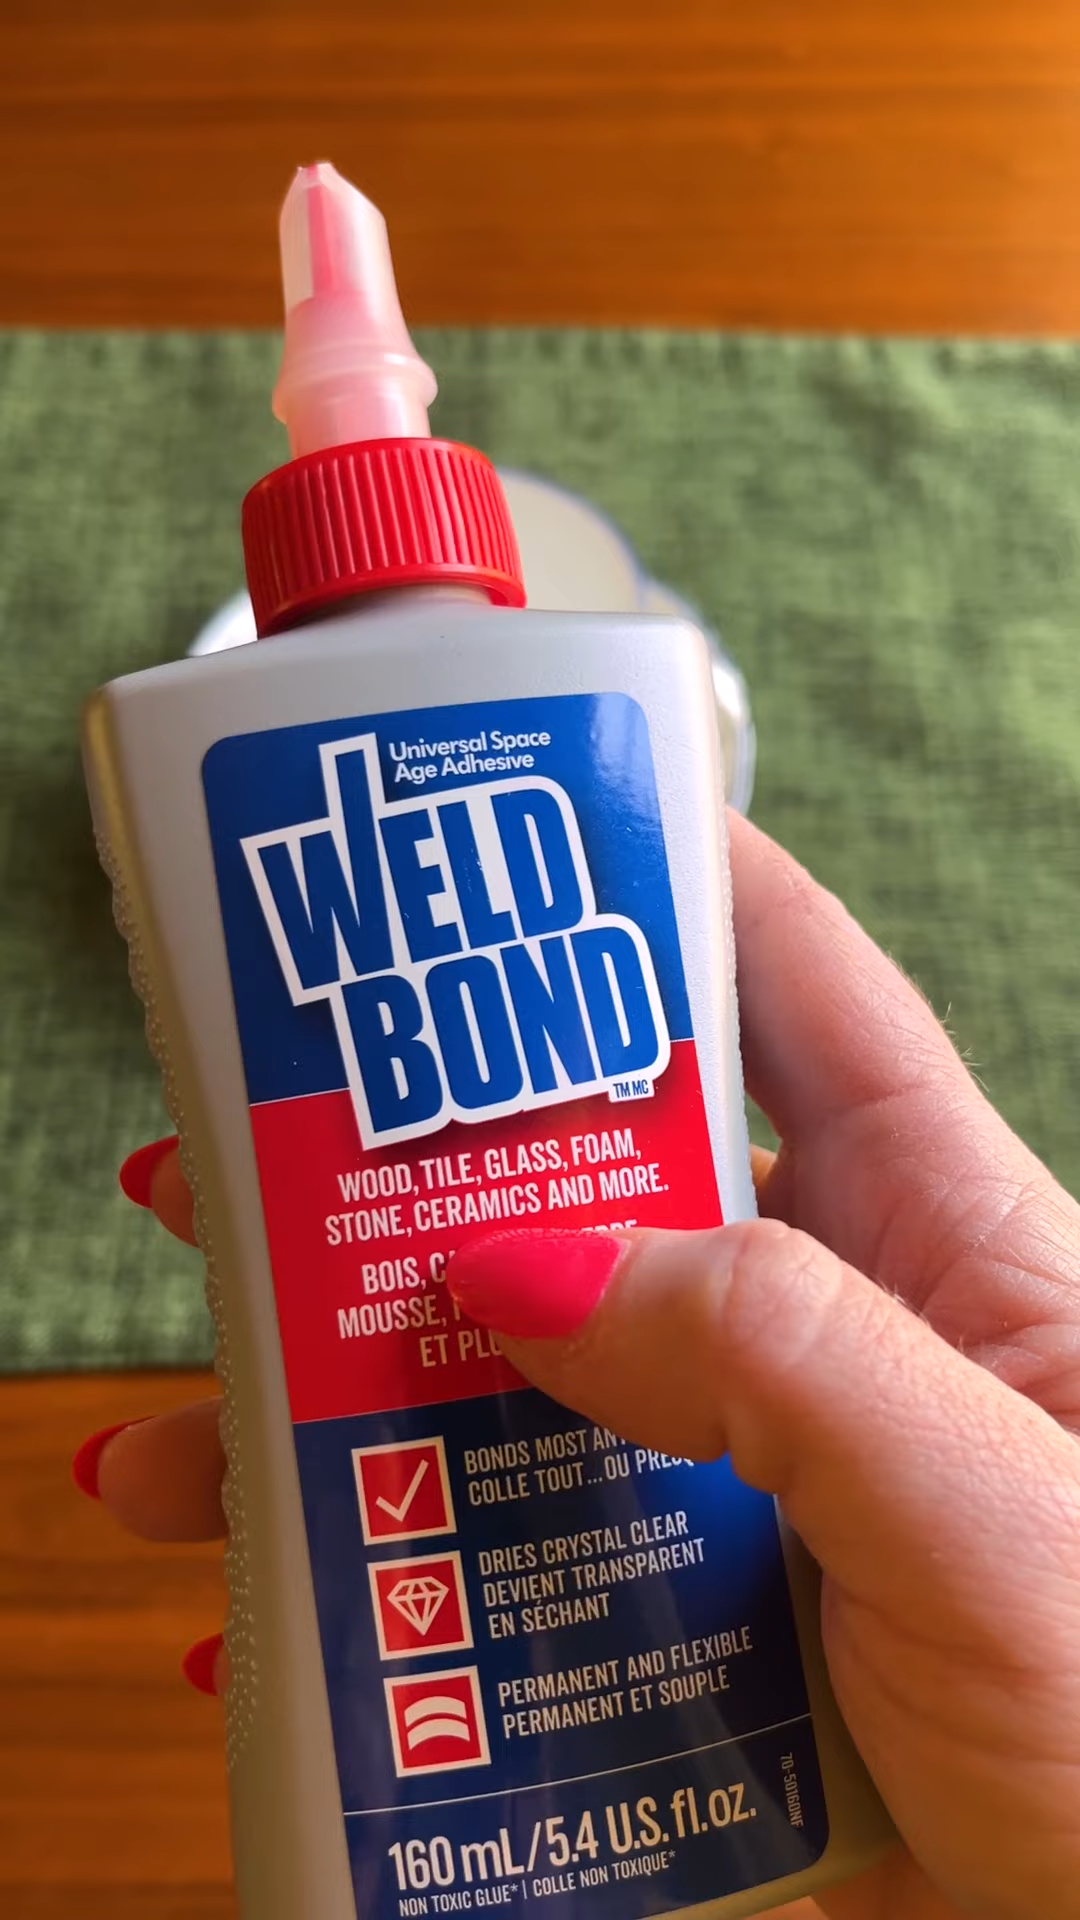 Universal Space
Age Adhesive
WELD
BOND
TM MC
WOOD, TILE, GLASS, FOAM,
STONE, CERAMICS AND MORE.
BOIS,
MOUSSE,
ET
BONDS MOST
COLLE TOUT...OU
DRIES CRYSTAL CLEAR
DEVIENT TRANSPARENT
EN SÉCHANT
PERMANENT AND FLEXIBLE
PERMANENT ET SOUPLE
160 mL/5.4 U.S. fl.oz.
NON TOXIC GLUE* | COLLE NON TOXIQUE*
70-50160NF